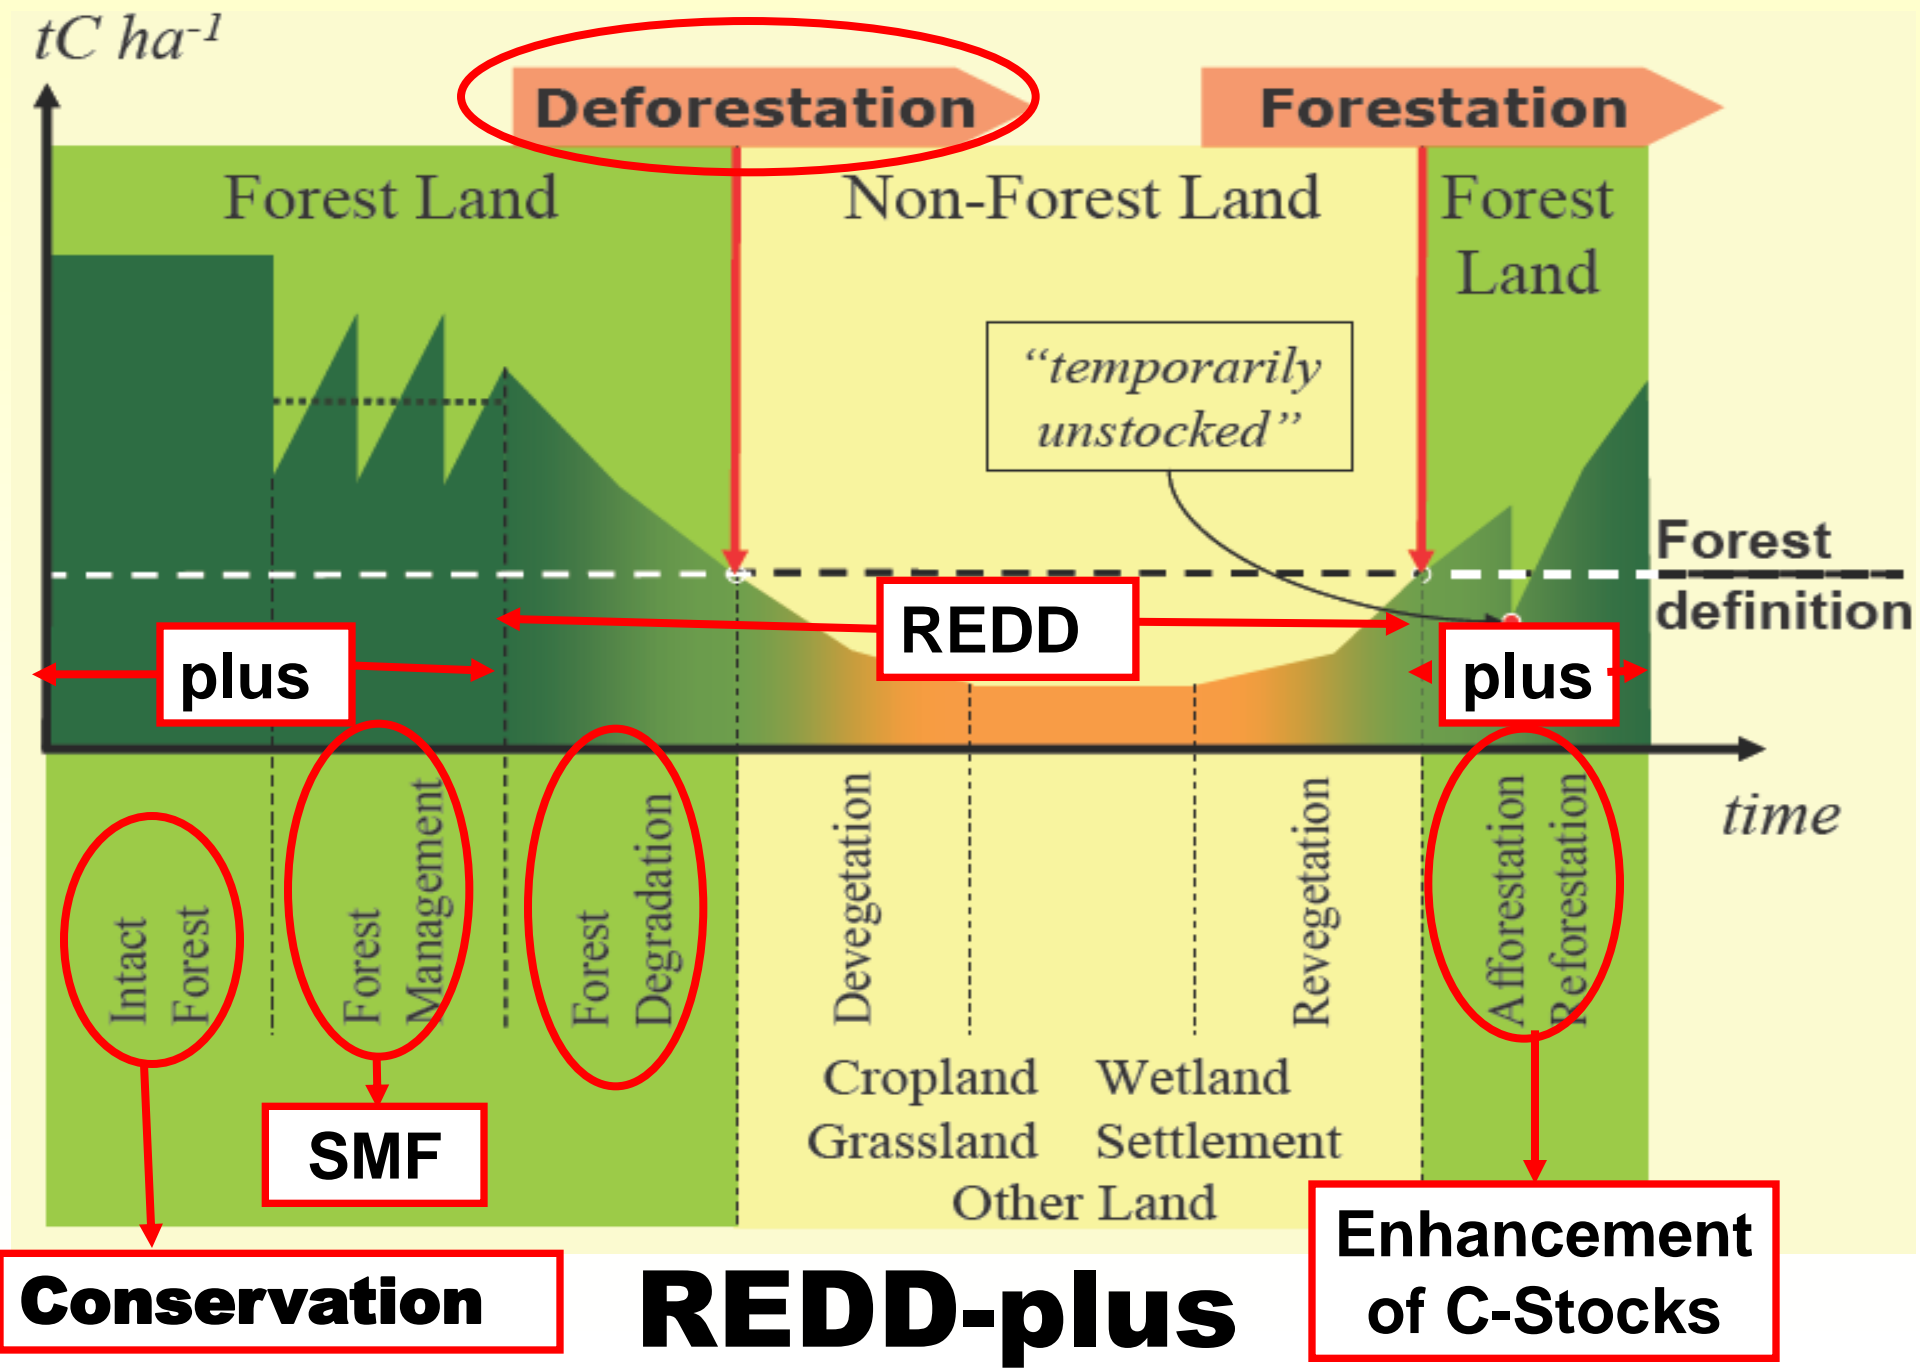 tC ha-1
Deforestation
Forestation
Forest Land
Non-Forest Land
Forest
Land
“temporarily
unstocked”
Forest
definition
REDD
plus
plus
time
Intact
Forest
Forest
Management
Forest
Degradation
Devegetation
Revegetation
Afforestation
Reforestation
Cropland
Wetland
Grassland
Settlement
Other Land
SMF
Conservation
REDD-plus
Enhancement
of C-Stocks